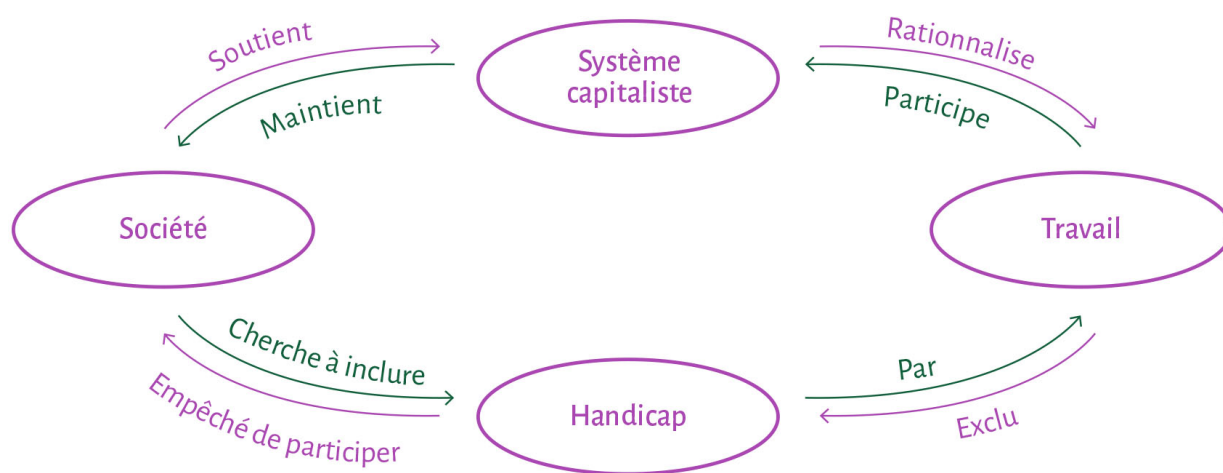 Soutient
Système
capitaliste
Rationnalise
Maintient
Participe
Société
Travail
Cherche à inclure
Empêché de participer
Handicap
Par
Exclu